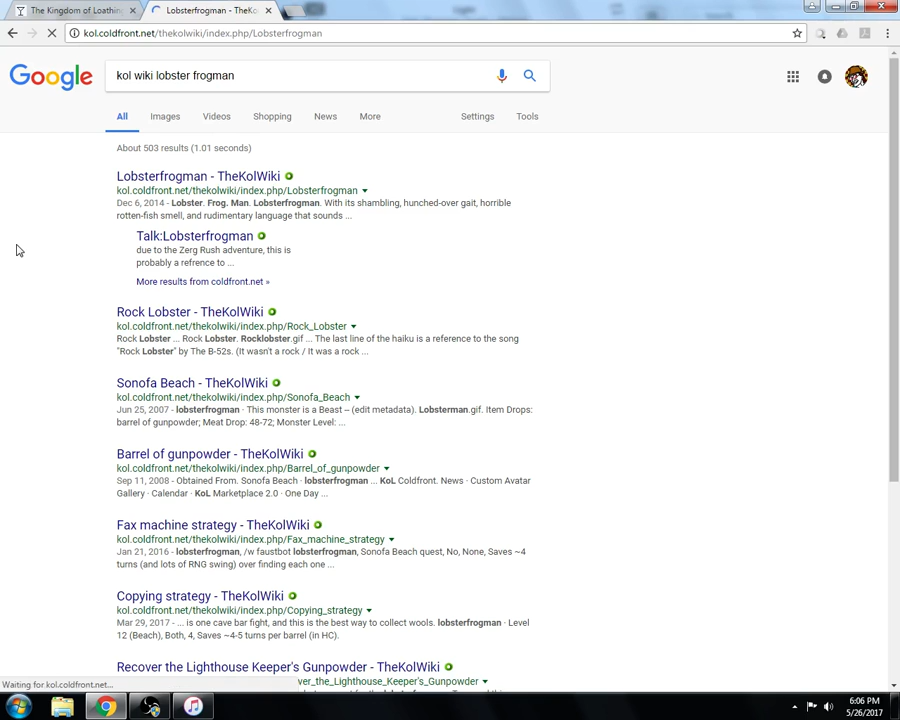 The Kingdom of Loathin
Lobsterfrogman - TheKo
kol.coldfront.net/thekolwiki/index.php/Lobsterfrogman
Google
kol wiki lobster frogman
All Images Videos Shopping News More Settings Tools
About 503 results (1.01 seconds)
Lobsterfrogman - TheKolWiki
kol.coldfront.net/thekolwiki/index.php/Lobsterfrogman
Dec 6, 2014 - Lobster. Frog. Man. Lobsterfrogman. With its shambling, hunched-over gait, horrible
rotten-fish smell, and rudimentary language that sounds ...
Talk:Lobsterfrogman
due to the Zerg Rush adventure, this is
probably a refrence to ...
More results from coldfront.net »
Rock Lobster - TheKolWiki
kol.coldfront.net/thekolwiki/index.php/Rock_Lobster
Rock Lobster ... Rock Lobster. Rocklobster.gif ... The last line of the haiku is a reference to the song
"Rock Lobster" by The B-52s. (It wasn't a rock / It was a rock ...
Sonofa Beach - TheKolWiki
kol.coldfront.net/thekolwiki/index.php/Sonofa_Beach
Jun 25, 2007 - lobsterfrogman · This monster is a Beast -- (edit metadata). Lobsterman.gif. Item Drops:
barrel of gunpowder; Meat Drop: 48-72; Monster Level: ...
Barrel of gunpowder - TheKolWiki
kol.coldfront.net/thekolwiki/index.php/Barrel_of_gunpowder
Sep 11, 2008 - Obtained From. Sonofa Beach · lobsterfrogman ... KoL Coldfront. News · Custom Avatar
Gallery · Calendar · KoL Marketplace 2.0 · One Day ...
Fax machine strategy - TheKolWiki
kol.coldfront.net/thekolwiki/index.php/Fax_machine_strategy
Jan 21, 2016 - lobsterfrogman, /w faustbot lobsterfrogman, Sonofa Beach quest, No, None, Saves ~4
turns (and lots of RNG swing) over finding each one ...
Copying strategy - TheKolWiki
kol.coldfront.net/thekolwiki/index.php/Copying_strategy
Mar 29, 2017 - ... is one cave bar fight, and this is the best way to collect wools. lobsterfrogman · Level
12 (Beach), Both, 4, Saves ~4-5 turns per barrel (in HC).
Recover the Lighthouse Keeper's Gunpowder - TheKolWiki
ver_the_Lighthouse_Keeper's_Gunpowder
Waiting for kol.coldfront.net...
6:06 PM
5/26/2017